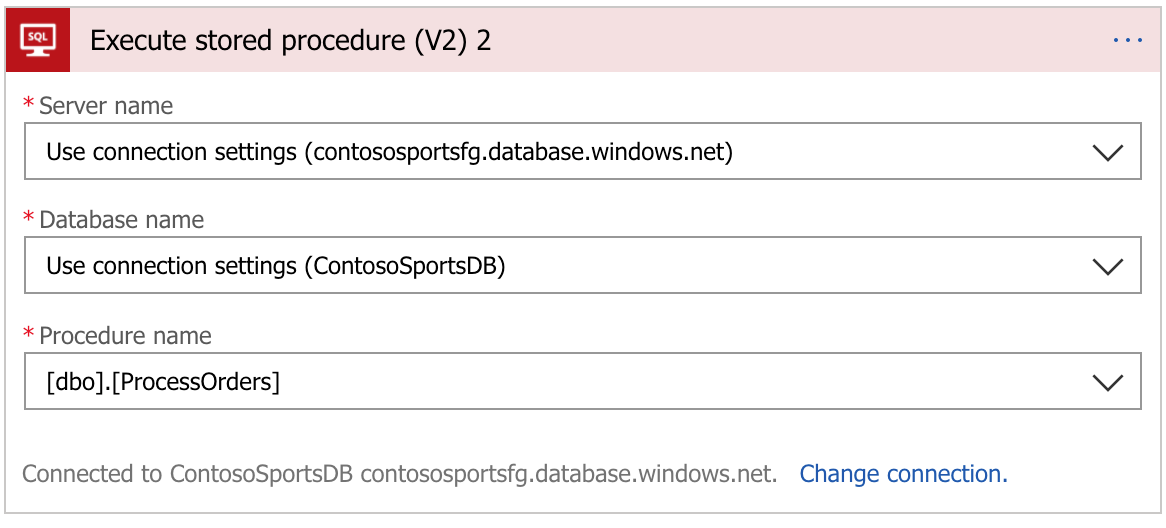 SQL
Execute stored procedure (V2) 2
* Server name
Use connection settings (contososportsfg.database.windows.net)
* Database name
Use connection settings (ContosoSportsDB)
* Procedure name
[dbo].[ProcessOrders]
Connected to ContosoSportsDB contososportsfg.database.windows.net. Change connection.